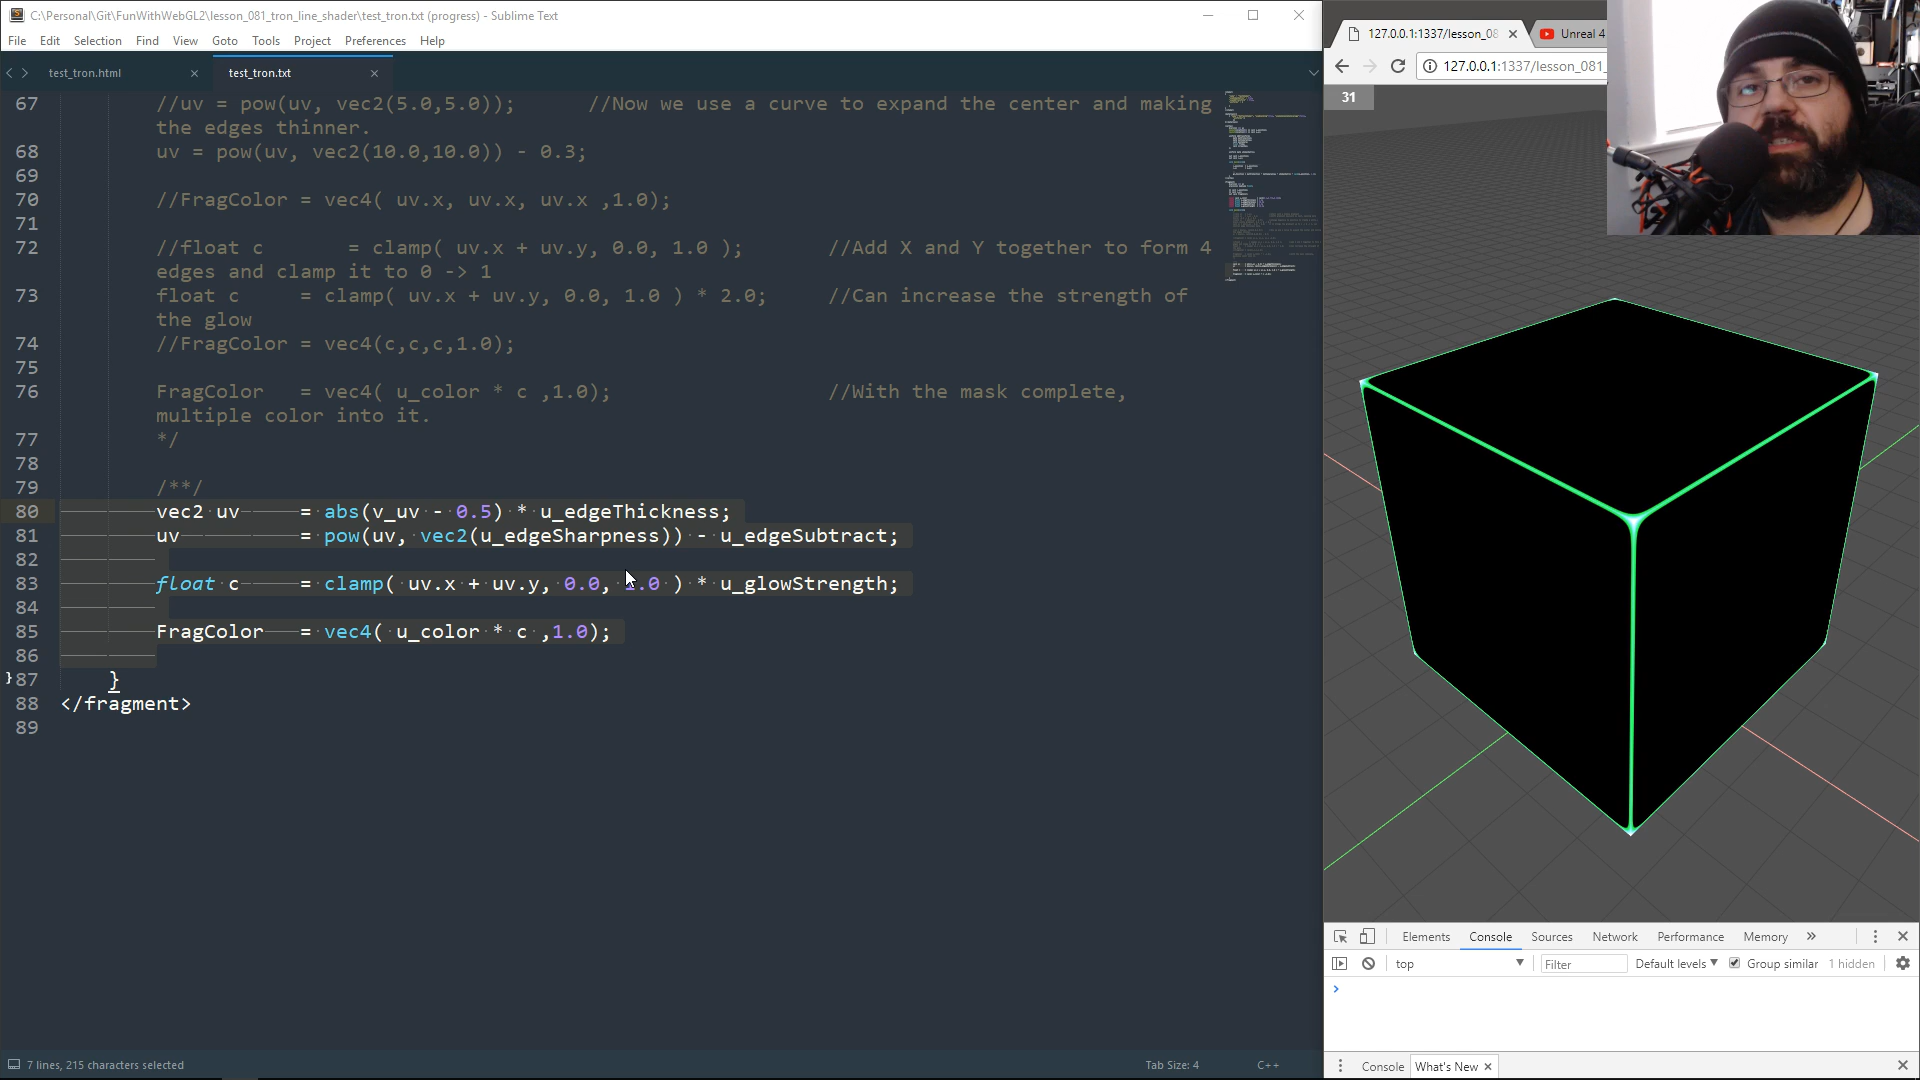 C:\Personal\Git\FunWithWebGL2\lesson_081_tron_line_shader\test_tron.txt (progress) - Sublime Text
File Edit Selection Find View Goto Tools Project Preferences Help
test_tron.html
test_tron.txt
67 //uv = pow(uv, vec2(5.0,5.0)); //Now we use a curve to expand the center and making
the edges thinner.
68 uv = pow(uv, vec2(10.0,10.0)) - 0.3;
69
70 //FragColor = vec4( uv.x, uv.x, uv.x ,1.0);
71
72 //float c = clamp( uv.x + uv.y, 0.0, 1.0 ); //Add X and Y together to form 4
edges and clamp it to 0 -> 1
73 float c = clamp( uv.x + uv.y, 0.0, 1.0 ) * 2.0; //Can increase the strength of
the glow
74 //FragColor = vec4(c,c,c,1.0);
75
76 FragColor = vec4( u_color * c ,1.0); //With the mask complete,
multiple color into it.
77 */
78
79 /**/
80 vec2 uv = abs(v_uv - 0.5) * u_edgeThickness;
81 uv = pow(uv, vec2(u_edgeSharpness)) - u_edgeSubtract;
82
83 float c = clamp( uv.x + uv.y, 0.0, 1.0 ) * u_glowStrength;
84
85 FragColor = vec4( u_color * c ,1.0);
86
87 }
88 </fragment>
89
7 lines, 215 characters selected
Tab Size: 4
C++
127.0.0.1:1337/lesson_08
Unreal 4
127.0.0.1:1337/lesson_081_
31
Elements Console Sources Network Performance Memory
top
Filter
Default levels
Group similar
1 hidden
Console
What's New